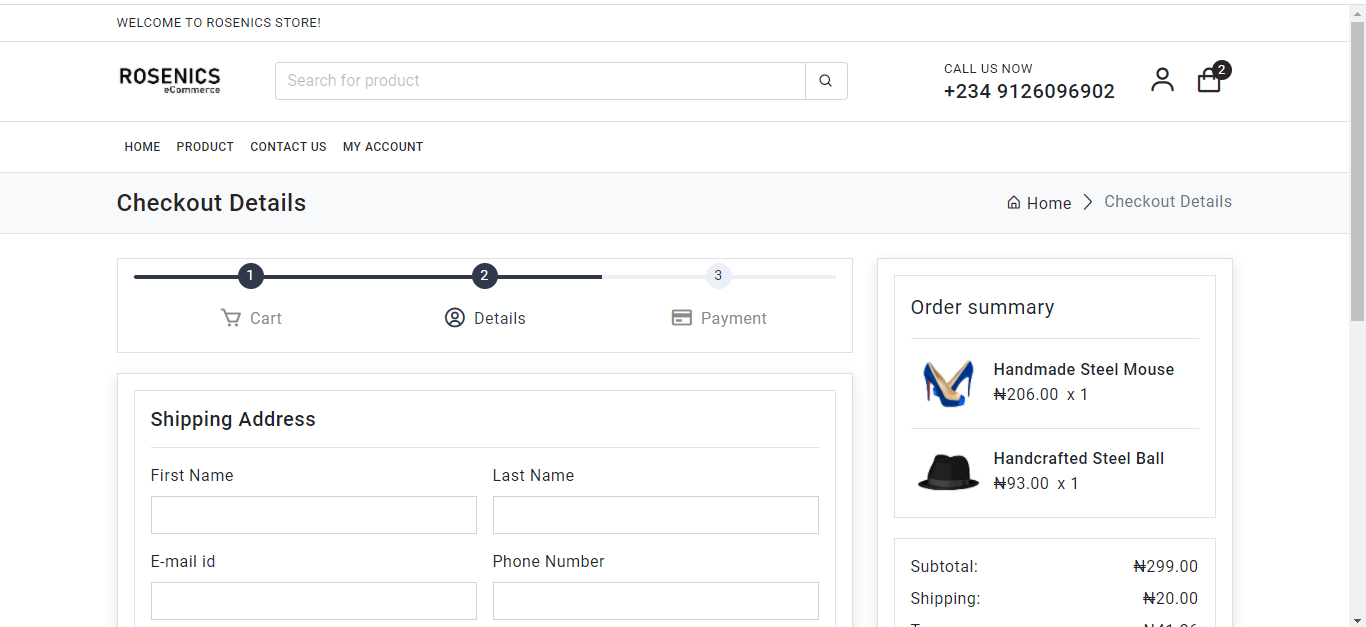 WELCOME TO ROSENICS STORE!
ROSENICS
eCommerce
Search for product
CALL US NOW
+234 9126096902
2
HOME PRODUCT CONTACT US MY ACCOUNT
Checkout Details
Home
Checkout Details
1
2
3
Cart
Details
Payment
Shipping Address
First Name
Last Name
E-mail id
Phone Number
Order summary
Handmade Steel Mouse
₦206.00 x 1
Handcrafted Steel Ball
₦93.00 x 1
Subtotal: ₦299.00
Shipping: ₦20.00